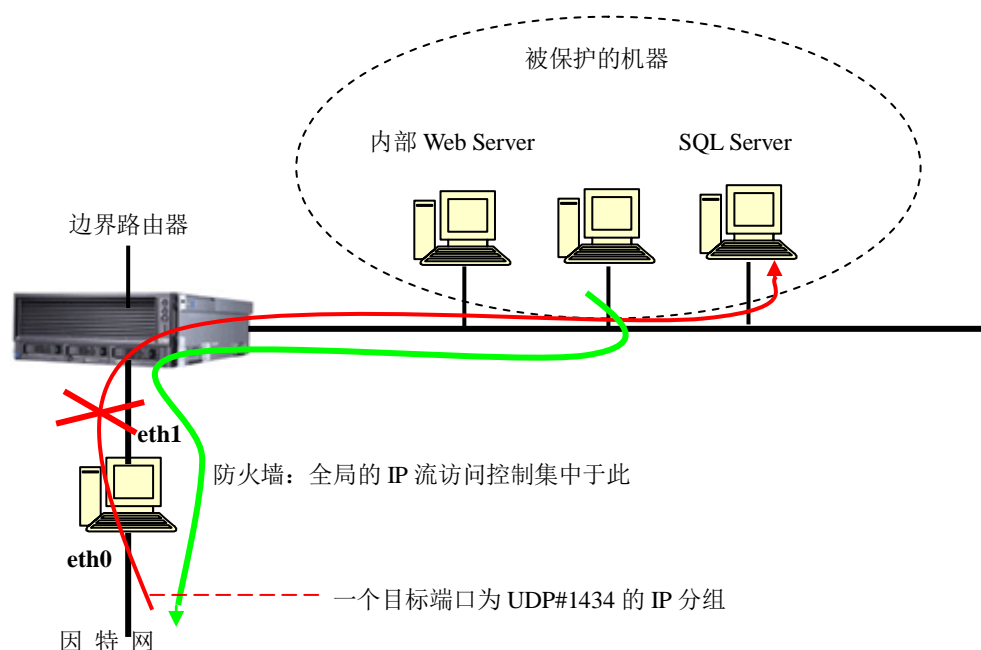 被保护的机器
内部 Web Server
SQL Server
边界路由器
eth1
防火墙：全局的 IP 流访问控制集中于此
eth0
一个目标端口为 UDP#1434 的 IP 分组
因 特 网